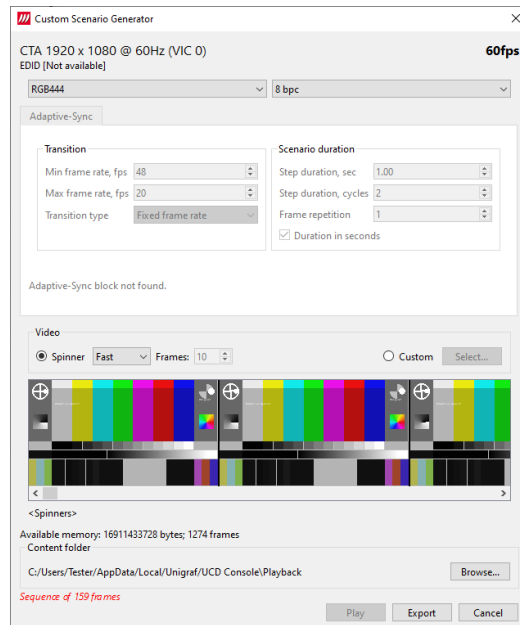 Custom Scenario Generator
CTA 1920 x 1080 @ 60Hz (VIC 0)
60fps
EDID [Not available]
RGB444
8 bpc
Adaptive-Sync
Transition
Scenario duration
Min frame rate, fps 48
Step duration, sec 1.00
Max frame rate, fps 20
Step duration, cycles 2
Transition type Fixed frame rate
Frame repetition 1
Duration in seconds
Adaptive-Sync block not found.
Video
Spinner Fast Frames: 10
Custom Select...
<Spinners>
Available memory: 16911433728 bytes; 1274 frames
Content folder
C:/Users/Tester/AppData/Local/Unigraf/UCD Console\Playback
Browse...
Sequence of 159 frames
Play Export Cancel